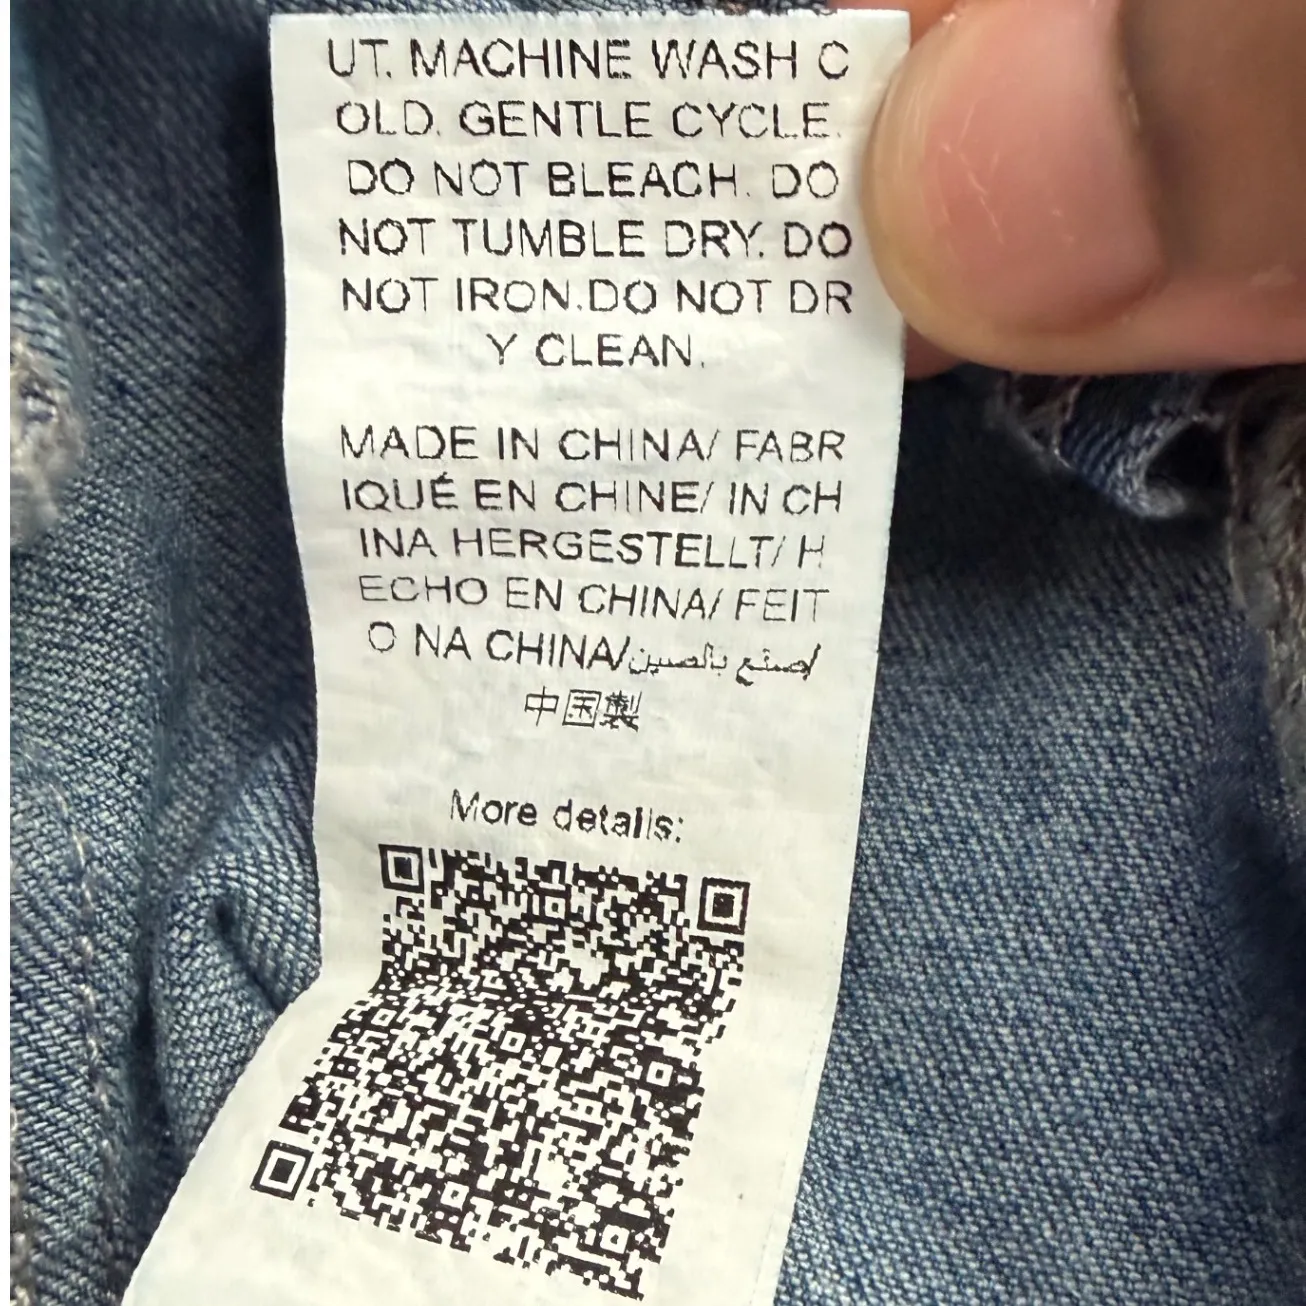 UT. MACHINE WASH C
OLD. GENTLE CYCLE.
DO NOT BLEACH. DO
NOT TUMBLE DRY. DO
NOT IRON.DO NOT DR
Y CLEAN.
MADE IN CHINA/ FABR
IQUÉ EN CHINE/ IN CH
INA HERGESTELLT/ H
ECHO EN CHINA/ FEIT
O NA CHINA/صنع بالصين/
中国製
More details: